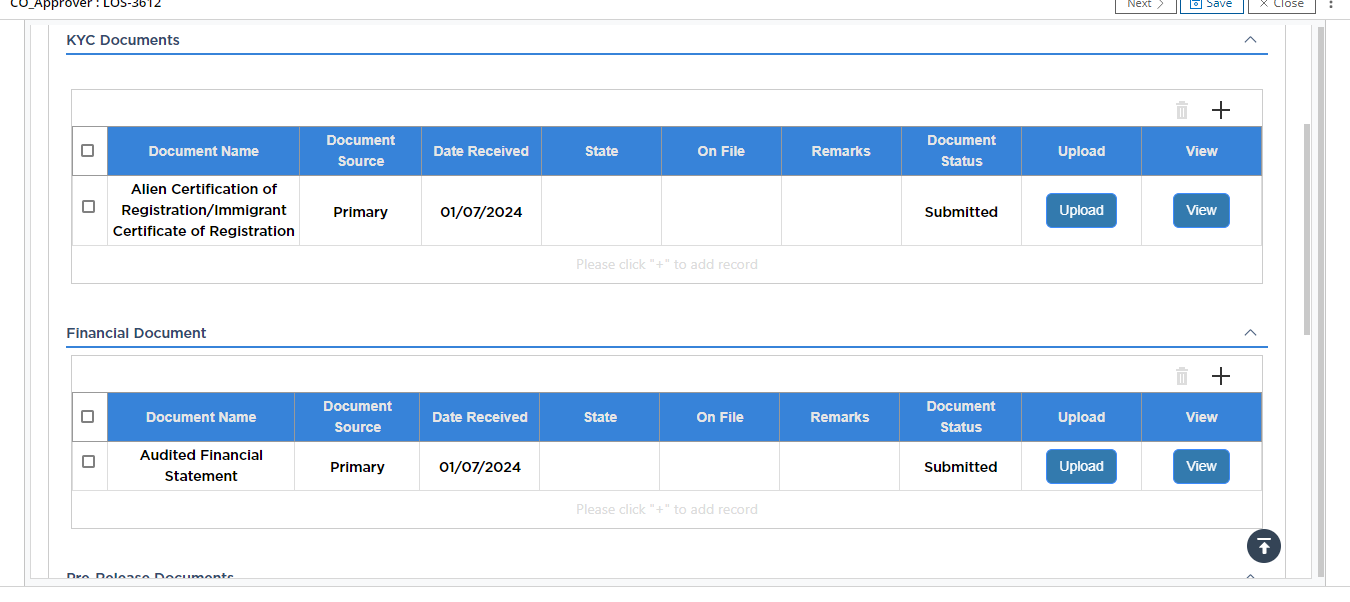 CO_Approver : LOS-3612
Next
Save
Close
KYC Documents
Document Name
Document Source
Date Received
State
On File
Remarks
Document Status
Upload
View
Alien Certification of
Registration/Immigrant
Certificate of Registration
Primary
01/07/2024
Submitted
Upload
View
Please click "+" to add record
Financial Document
Document Name
Document Source
Date Received
State
On File
Remarks
Document Status
Upload
View
Audited Financial
Statement
Primary
01/07/2024
Submitted
Upload
View
Please click "+" to add record
Pre-Release Documents